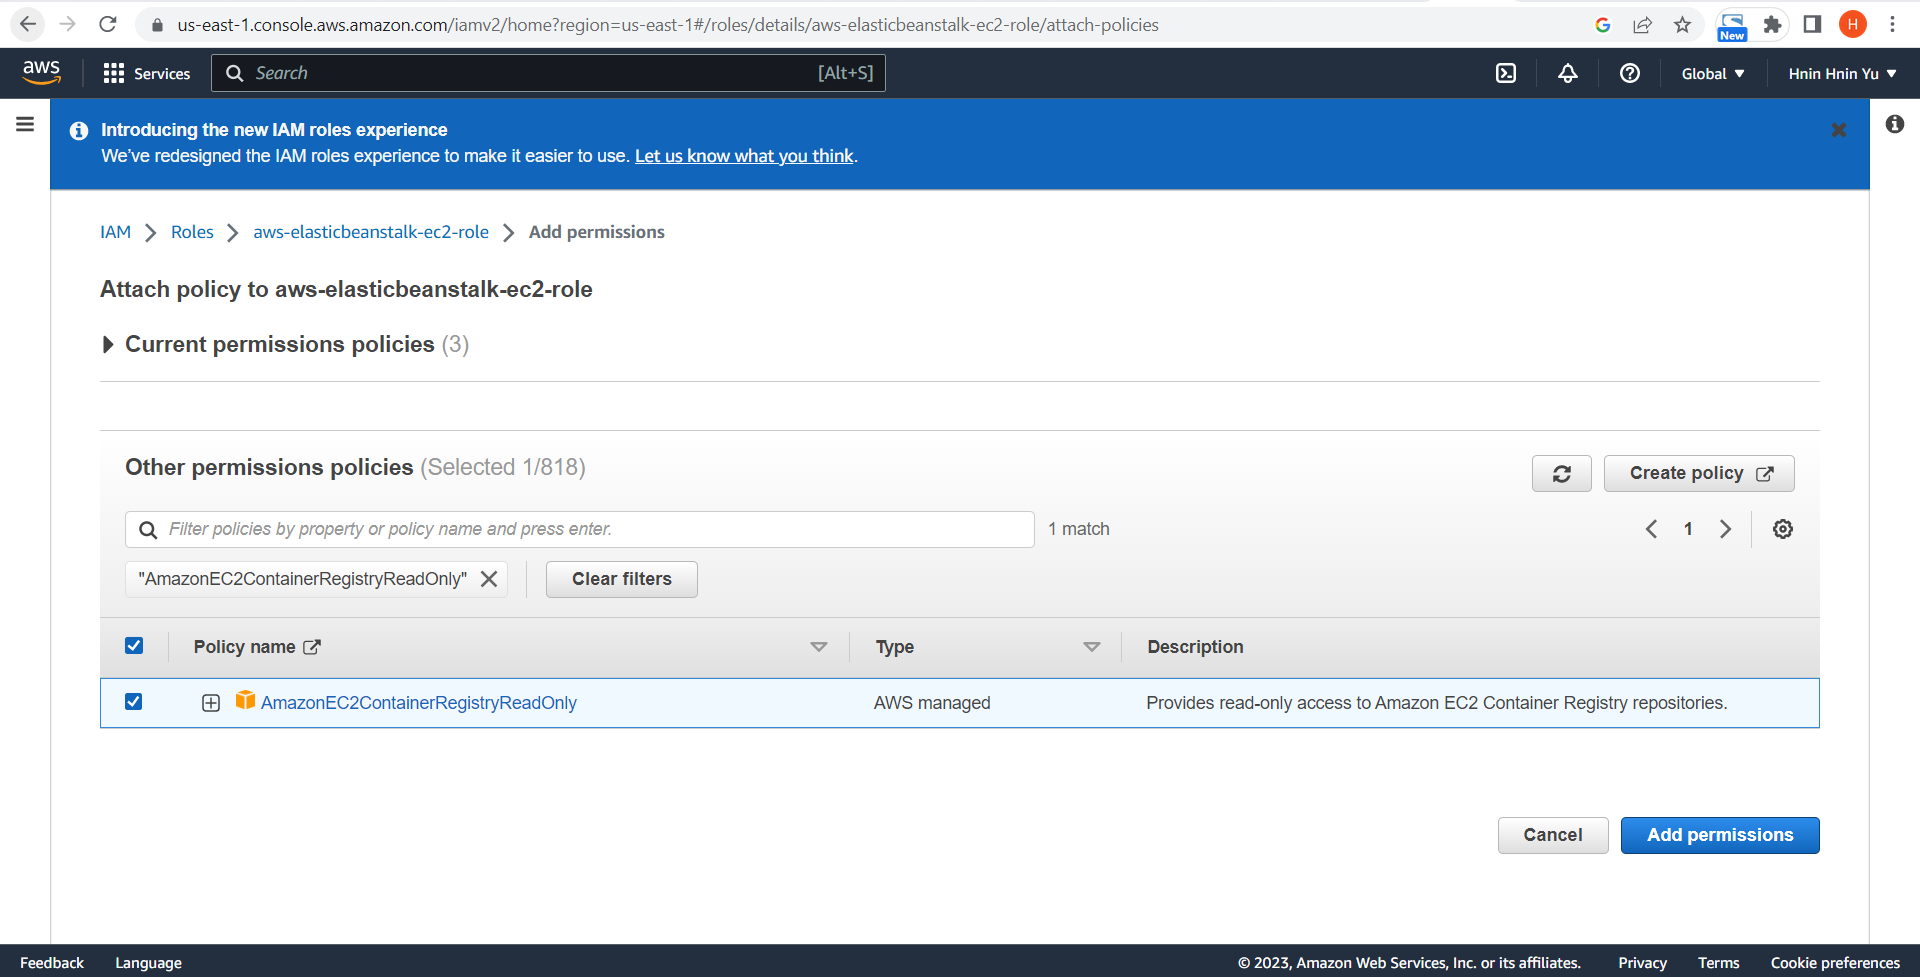 us-east-1.console.aws.amazon.com/iamv2/home?region=us-east-1#/roles/details/aws-elasticbeanstalk-ec2-role/attach-policies
G
New
H
aws
Services
Search
[Alt+S]
Global
Hnin Hnin Yu
Introducing the new IAM roles experience
We've redesigned the IAM roles experience to make it easier to use. Let us know what you think.
IAM
Roles
aws-elasticbeanstalk-ec2-role
Add permissions
Attach policy to aws-elasticbeanstalk-ec2-role
Current permissions policies (3)
Other permissions policies (Selected 1/818)
Create policy
Filter policies by property or policy name and press enter.
1 match
1
"AmazonEC2ContainerRegistryReadOnly"
Clear filters
Policy name
Type
Description
AmazonEC2ContainerRegistryReadOnly
AWS managed
Provides read-only access to Amazon EC2 Container Registry repositories.
Cancel
Add permissions
Feedback
Language
© 2023, Amazon Web Services, Inc. or its affiliates.
Privacy
Terms
Cookie preferences